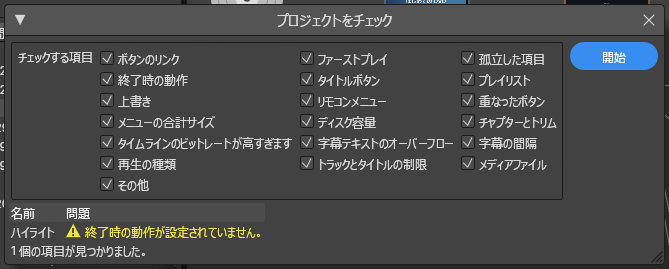 プロジェクトをチェック
チェックする項目
ボタンのリンク ファーストプレイ 孤立した項目
開始
終了時の動作 タイトルボタン プレイリスト
上書き リモコンメニュー 重なったボタン
メニューの合計サイズ ディスク容量 チャプターとトリム
タイムラインのビットレートが高すぎます 字幕テキストのオーバーフロー 字幕の間隔
再生の種類 トラックとタイトルの制限 メディアファイル
その他
名前 問題
ハイライト 終了時の動作が設定されていません。
1 個の項目が見つかりました。